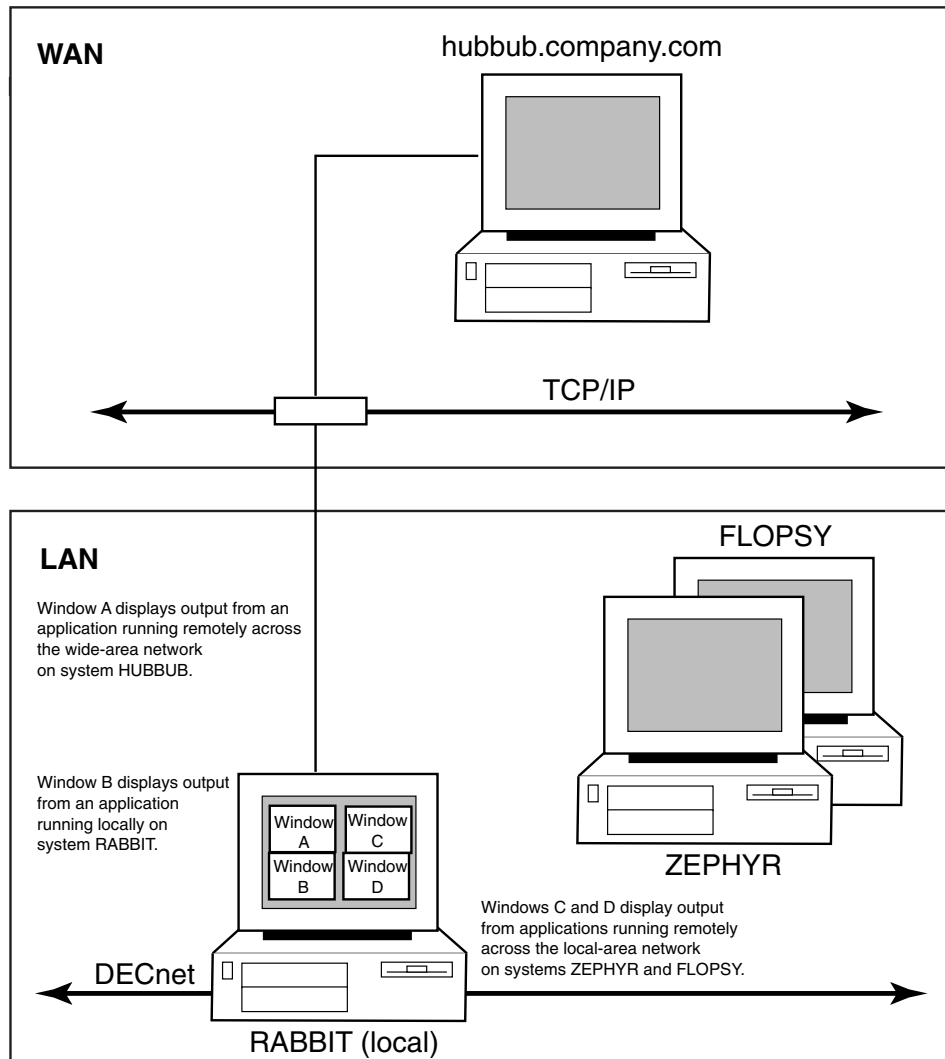 WAN
hubbub.company.com
TCP/IP
LAN
FLOPSY
Window A displays output from an
application running remotely across
the wide-area network
on system HUBBUB.
Window B displays output
from an application
running locally on
system RABBIT.
Window
A
Window
C
Window
B
Window
D
ZEPHYR
Windows C and D display output
from applications running remotely
across the local-area network
on systems ZEPHYR and FLOPSY.
DECnet
RABBIT (local)